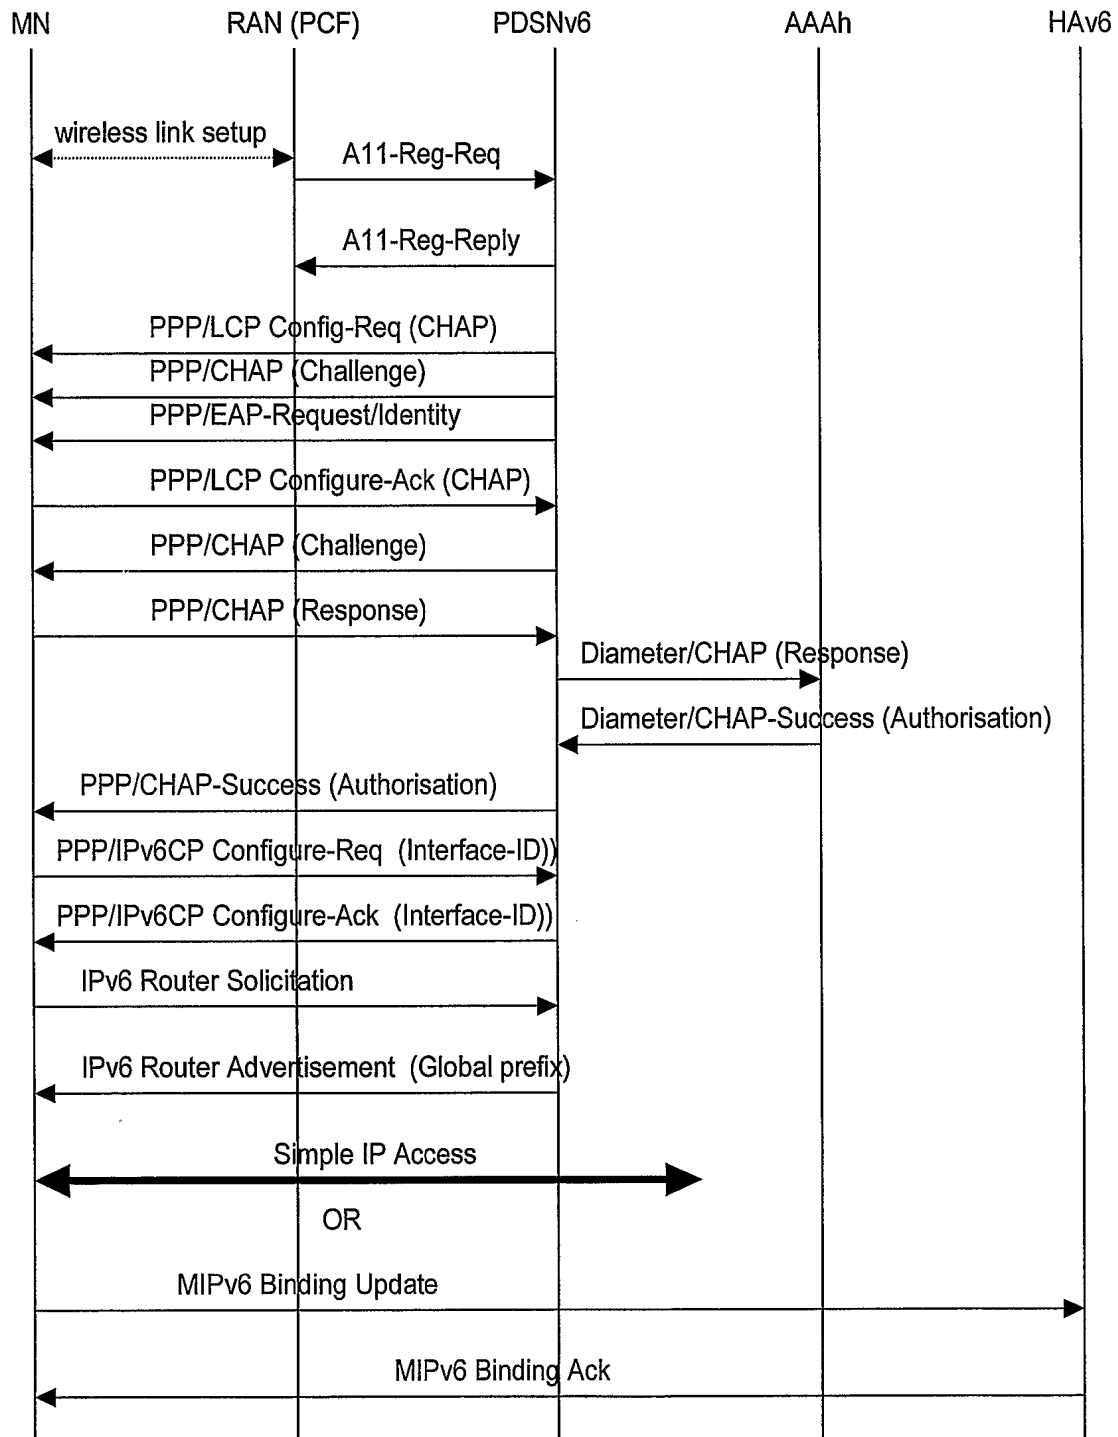 MN RAN (PCF) PDSNv6 AAAh HAv6
wireless link setup
A11-Reg-Req
A11-Reg-Reply
PPP/LCP Config-Req (CHAP)
PPP/CHAP (Challenge)
PPP/EAP-Request/Identity
PPP/LCP Configure-Ack (CHAP)
PPP/CHAP (Challenge)
PPP/CHAP (Response)
Diameter/CHAP (Response)
Diameter/CHAP-Success (Authorisation)
PPP/CHAP-Success (Authorisation)
PPP/IPv6CP Configure-Req (Interface-ID))
PPP/IPv6CP Configure-Ack (Interface-ID))
IPv6 Router Solicitation
IPv6 Router Advertisement (Global prefix)
Simple IP Access
OR
MIPv6 Binding Update
MIPv6 Binding Ack